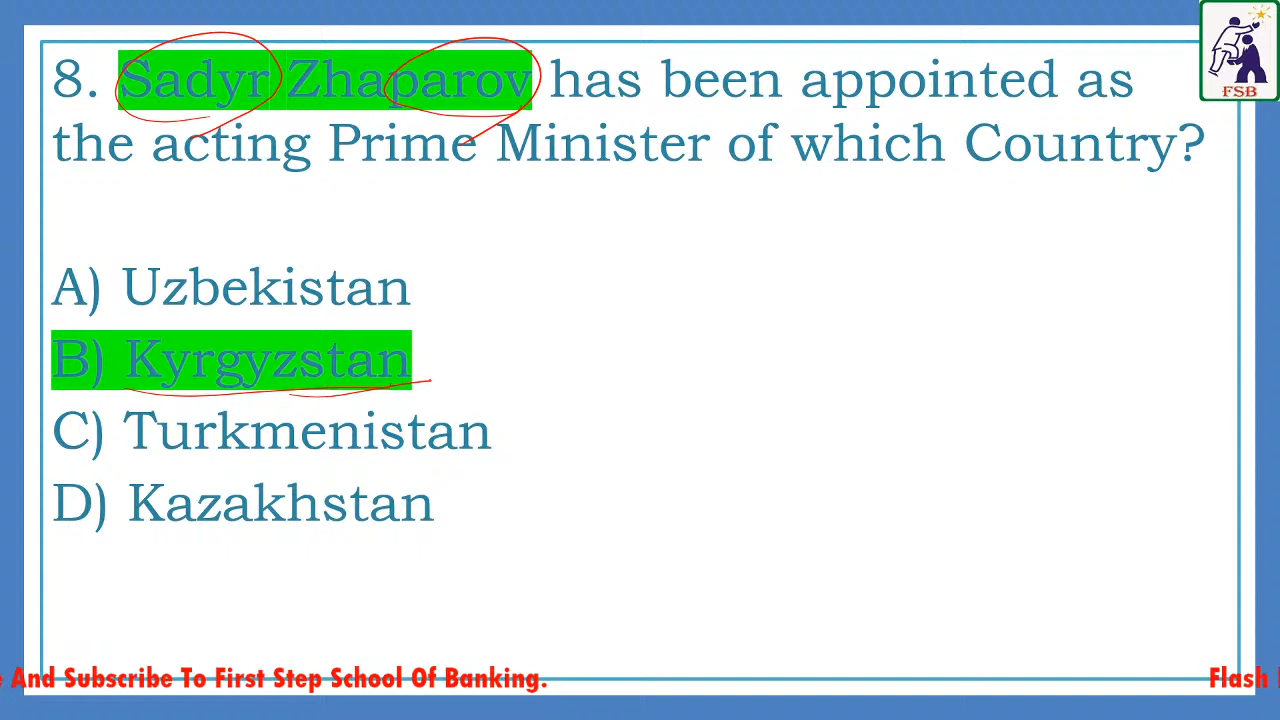 FSB
8. Sadyr Zhaparov has been appointed as
the acting Prime Minister of which Country?
A) Uzbekistan
B) Kyrgyzstan
C) Turkmenistan
D) Kazakhstan
And Subscribe To First Step School Of Banking.
Flash